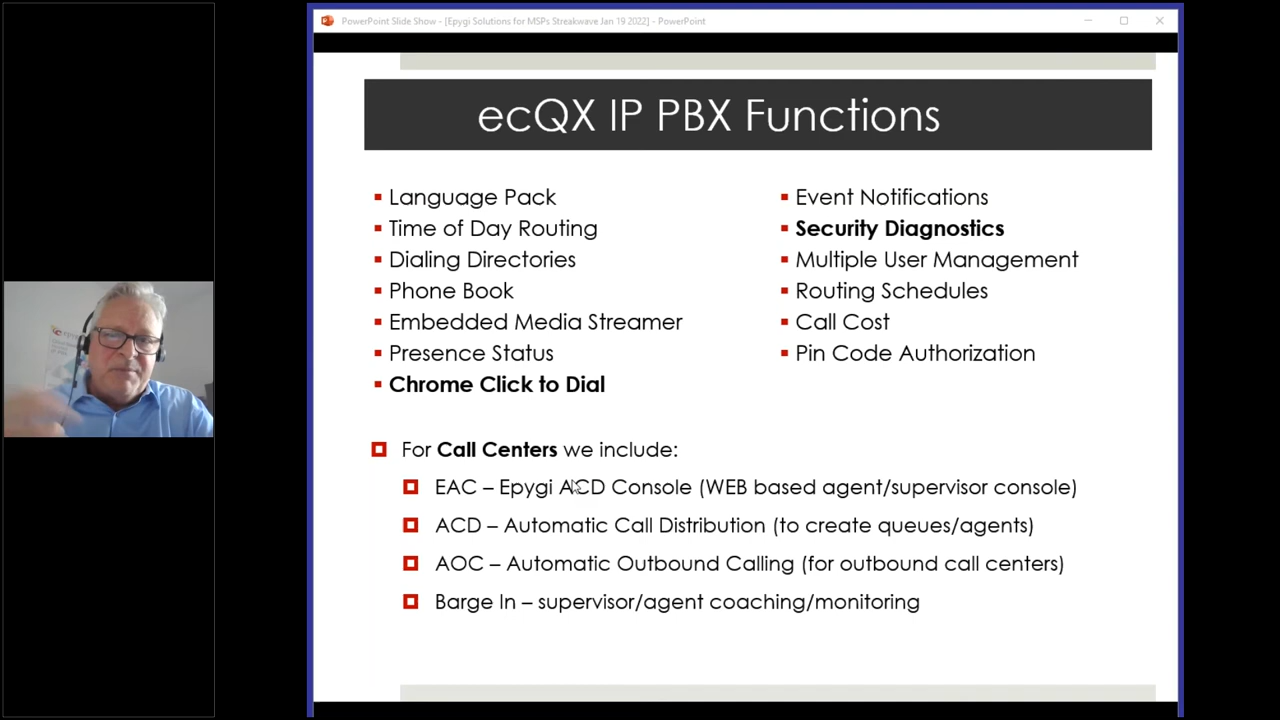 PowerPoint Slide Show - [Epygi Solutions for MSPs Streakwave Jan 19 2022] - PowerPoint
ecQX IP PBX Functions
Language Pack
Time of Day Routing
Dialing Directories
Phone Book
Embedded Media Streamer
Presence Status
Chrome Click to Dial
Event Notifications
Security Diagnostics
Multiple User Management
Routing Schedules
Call Cost
Pin Code Authorization
For Call Centers we include:
EAC – Epygi ACD Console (WEB based agent/supervisor console)
ACD – Automatic Call Distribution (to create queues/agents)
AOC – Automatic Outbound Calling (for outbound call centers)
Barge In – supervisor/agent coaching/monitoring